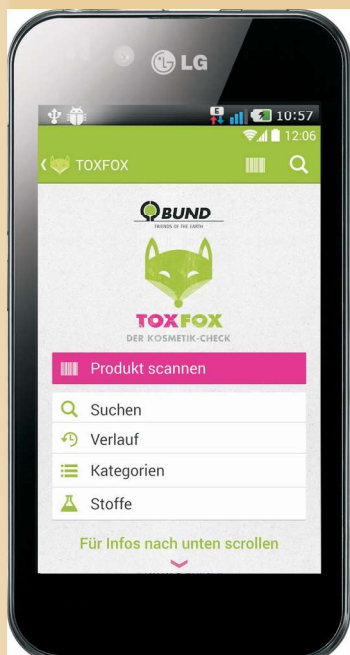 LG
E 10:57
12:06
TOXFOX
BUND
FRIENDS OF THE EARTH
TOXFOX
DER KOSMETIK-CHECK
Produkt scannen
Suchen
Verlauf
Kategorien
Stoffe
Für Infos nach unten scrollen